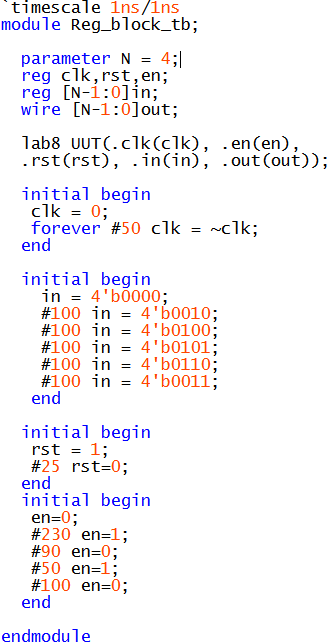 `timescale 1ns/1ns
module Reg_block_tb;
parameter N = 4;
reg clk,rst,en;
reg [N-1:0]in;
wire [N-1:0]out;
lab8 UUT(.clk(clk), .en(en),
.rst(rst), .in(in), .out(out));
initial begin
clk = 0;
forever #50 clk = ~clk;
end
initial begin
in = 4'b0000;
#100 in = 4'b0010;
#100 in = 4'b0100;
#100 in = 4'b0101;
#100 in = 4'b0110;
#100 in = 4'b0011;
end
initial begin
rst = 1;
#25 rst=0;
end
initial begin
en=0;
#230 en=1;
#90 en=0;
#50 en=1;
#100 en=0;
end
endmodule